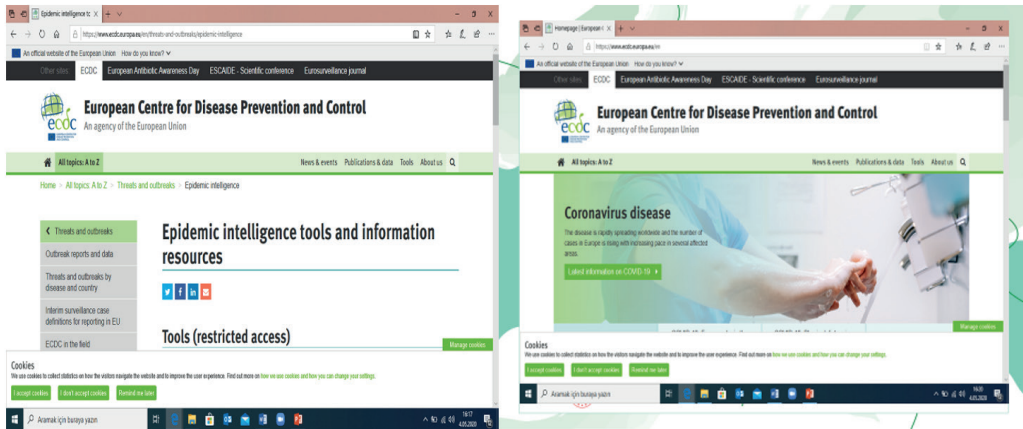 Epidemic intelligence tc
https://www.ecdc.europa.eu/en/threats-and-outbreaks/epidemic-intelligence
An official website of the European Union How do you know?
Other sites: ECDC European Antibiotic Awareness Day ESCAIDE - Scientific conference Eurosurveillance journal
ecdc
European Centre for Disease Prevention and Control
An agency of the European Union
All topics: A to Z News & events Publications & data Tools About us
Home > All topics: A to Z > Threats and outbreaks > Epidemic intelligence
Threats and outbreaks
Outbreak reports and data
Threats and outbreaks by
disease and country
Interim surveillance case
definitions for reporting in EU
ECDC in the field
Epidemic intelligence tools and information
resources
Tools (restricted access)
Manage cookies
Cookies
We use cookies to collect statistics on how the visitors navigate the website and to improve the user experience. Find out more on how we use cookies and how you can change your settings.
I accept cookies I don't accept cookies Remind me later
Aramak için buraya yazın
16:17
4.05.2020
Homepage | European
https://www.ecdc.europa.eu/en
An official website of the European Union How do you know?
Other sites: ECDC European Antibiotic Awareness Day ESCAIDE - Scientific conference Eurosurveillance journal
ecdc
European Centre for Disease Prevention and Control
An agency of the European Union
All topics: A to Z News & events Publications & data Tools About us
Coronavirus disease
The disease is rapidly spreading worldwide and the number of
cases in Europe is rising with increasing pace in several affected
areas.
Latest information on COVID-19
Manage cookies
Cookies
We use cookies to collect statistics on how the visitors navigate the website and to improve the user experience. Find out more on how we use cookies and how you can change your settings.
I accept cookies I don't accept cookies Remind me later
Aramak için buraya yazın
16:20
4.05.2020